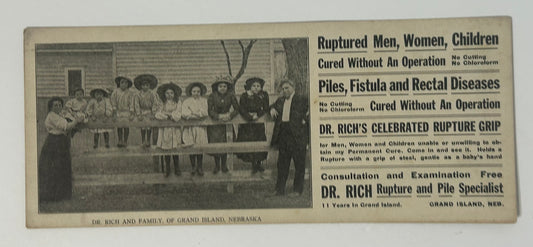 Ruptured Men, Women, Children
Cured Without An Operation No Cutting
No Chloroform
Piles, Fistula and Rectal Diseases
No Cutting
No Chloroform Cured Without An Operation
DR. RICH'S CELEBRATED RUPTURE GRIP
for Men, Women and Children unable or unwilling to ob-
tain my Permanent Cure. Come in and see it. Holds a
Rupture with a grip of steel, gentle as a baby's hand
Consultation and Examination Free
DR. RICH Rupture and Pile Specialist
11 Years in Grand Island. GRAND ISLAND, NEB.
DR. RICH AND FAMILY, OF GRAND ISLAND, NEBRASKA